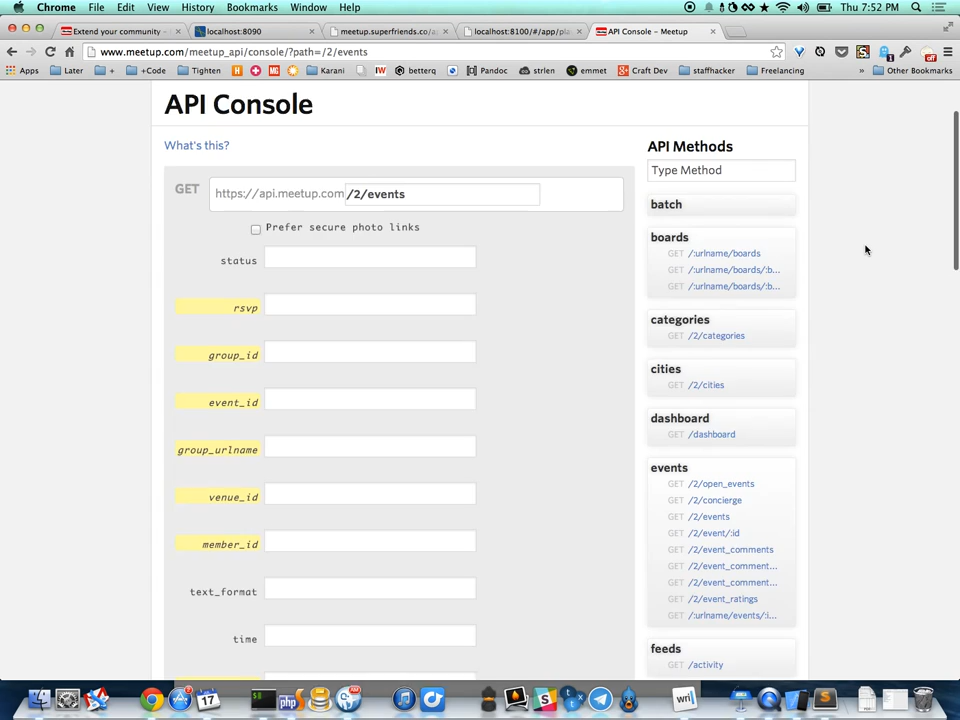 Chrome File Edit View History Bookmarks Window Help Thu 7:52 PM
Extend your community - localhost:8090 meetup.superfriends.co/a localhost:8100/#/app/pla API Console - Meetup
www.meetup.com/meetup_api/console/?path=/2/events
Apps Later + +Code Tighten Karani betterq Pandoc strlen emmet Craft Dev staffhacker Freelancing » Other Bookmarks
API Console
What's this?
GET https://api.meetup.com/2/events
Prefer secure photo links
status
rsvp
group_id
event_id
group_urlname
venue_id
member_id
text_format
time
API Methods
Type Method
batch
boards
GET /:urlname/boards
GET /:urlname/boards/:b...
GET /:urlname/boards/:b...
categories
GET /2/categories
cities
GET /2/cities
dashboard
GET /dashboard
events
GET /2/open_events
GET /2/concierge
GET /2/events
GET /2/event/:id
GET /2/event_comments
GET /2/event_comment...
GET /2/event_comment...
GET /2/event_ratings
GET /:urlname/events/:i...
feeds
GET /activity
17
php
wri